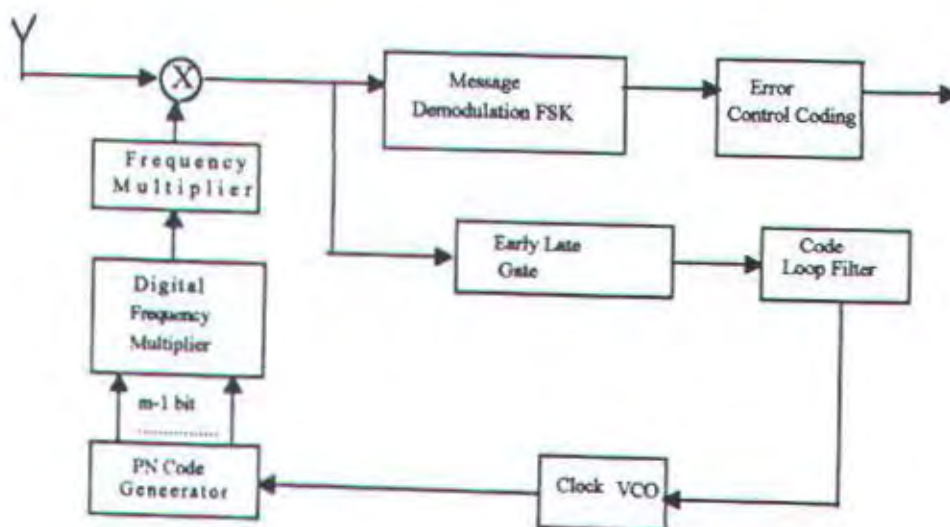 X
Message
Demodulation FSK
Error
Control Coding
Frequency
Multiplier
Early Late
Gate
Code
Loop Filter
Digital
Frequency
Multiplier
m-1 bit
PN Code
Geneerator
Clock VCO